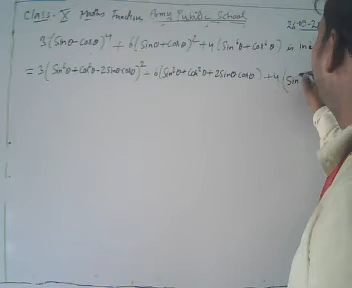 Class - X Maths Function Army Public School
3(sinθ - cosθ)⁴ + 6(sinθ + cosθ)² + 4(sin⁶θ + cos⁶θ) is in
= 3(sin²θ + cos²θ - 2sinθcosθ)² - 6(sin²θ + cos²θ + 2sinθcosθ) + 4(sin